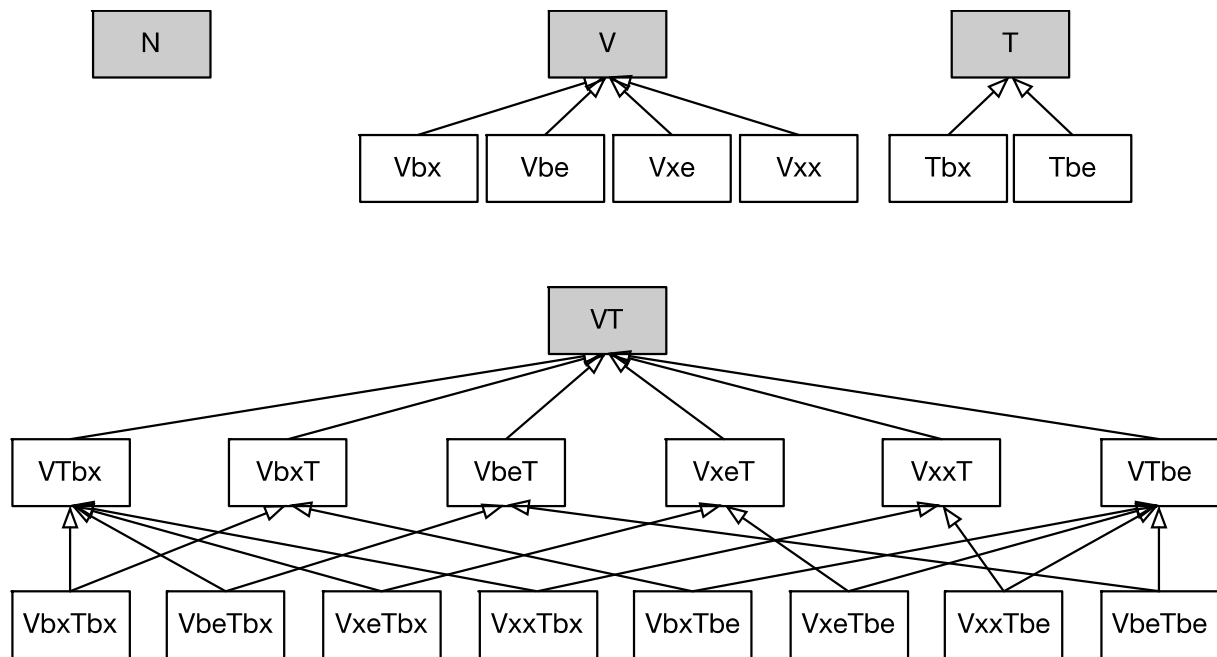 N V T
Vbx Vbe Vxe Vxx Tbx Tbe
VT
VTbx VbxT VbeT VxeT VxxT VTbe
VbxTbx VbeTbx VxeTbx VxxTbx VbxTbe VxeTbe VxxTbe VbeTbe